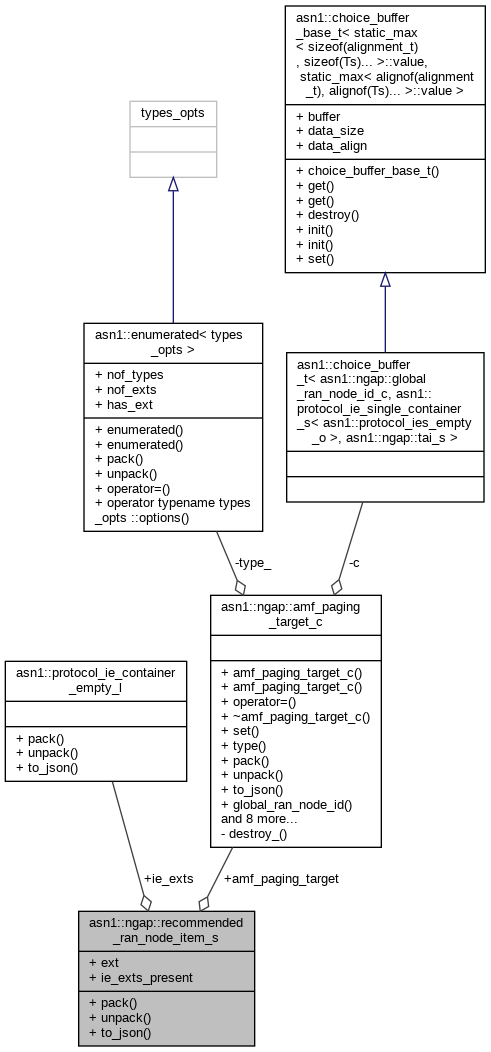 asn1::choice_buffer
_base_t< static_max
< sizeof(alignment_t)
, sizeof(Ts)... >::value,
static_max< alignof(alignment
_t), alignof(Ts)... >::value >
+ buffer
+ data_size
+ data_align
+ choice_buffer_base_t()
+ get()
+ get()
+ destroy()
+ init()
+ init()
+ set()
types_opts
asn1::enumerated< types
_opts >
+ nof_types
+ nof_exts
+ has_ext
+ enumerated()
+ enumerated()
+ pack()
+ unpack()
+ operator=()
+ operator typename types
_opts ::options()
asn1::choice_buffer
_t< asn1::ngap::global
_ran_node_id_c, asn1::
protocol_ie_single_container
_s< asn1::protocol_ies_empty
_o >, asn1::ngap::tai_s >
-type_
-c
asn1::ngap::amf_paging
_target_c
+ amf_paging_target_c()
+ amf_paging_target_c()
+ operator=()
+ ~amf_paging_target_c()
+ set()
+ type()
+ pack()
+ unpack()
+ to_json()
+ global_ran_node_id()
and 8 more...
- destroy_()
asn1::protocol_ie_container
_empty_l
+ pack()
+ unpack()
+ to_json()
+ie_exts
+amf_paging_target
asn1::ngap::recommended
_ran_node_item_s
+ ext
+ ie_exts_present
+ pack()
+ unpack()
+ to_json()